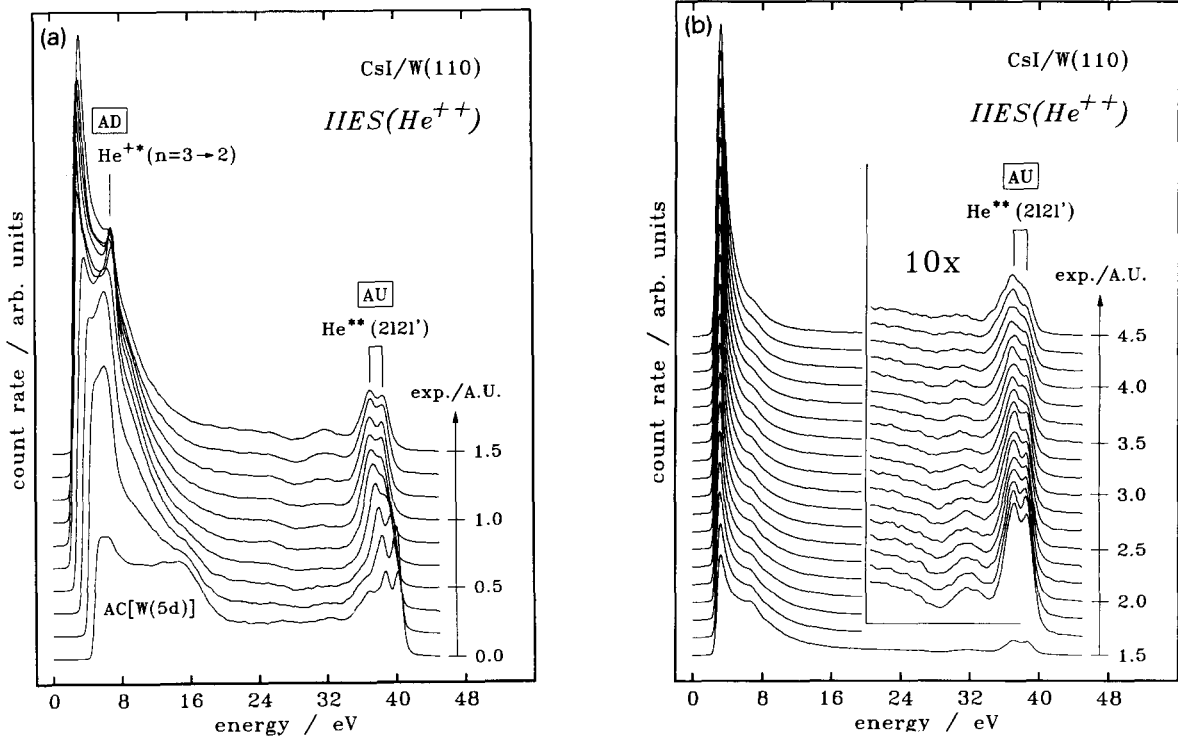 (a)
CsI/W(110)
IIES(He++)
AD
He+*(n=3→2)
AU
He**(2l2l')
exp./A.U.
1.5
1.0
0.5
0.0
AC[W(5d)]
count rate / arb. units
0 8 16 24 32 40 48
energy / eV
(b)
CsI/W(110)
IIES(He++)
AU
He**(2l2l')
10x
exp./A.U.
4.5
4.0
3.5
3.0
2.5
2.0
1.5
count rate / arb. units
0 8 16 24 32 40 48
energy / eV